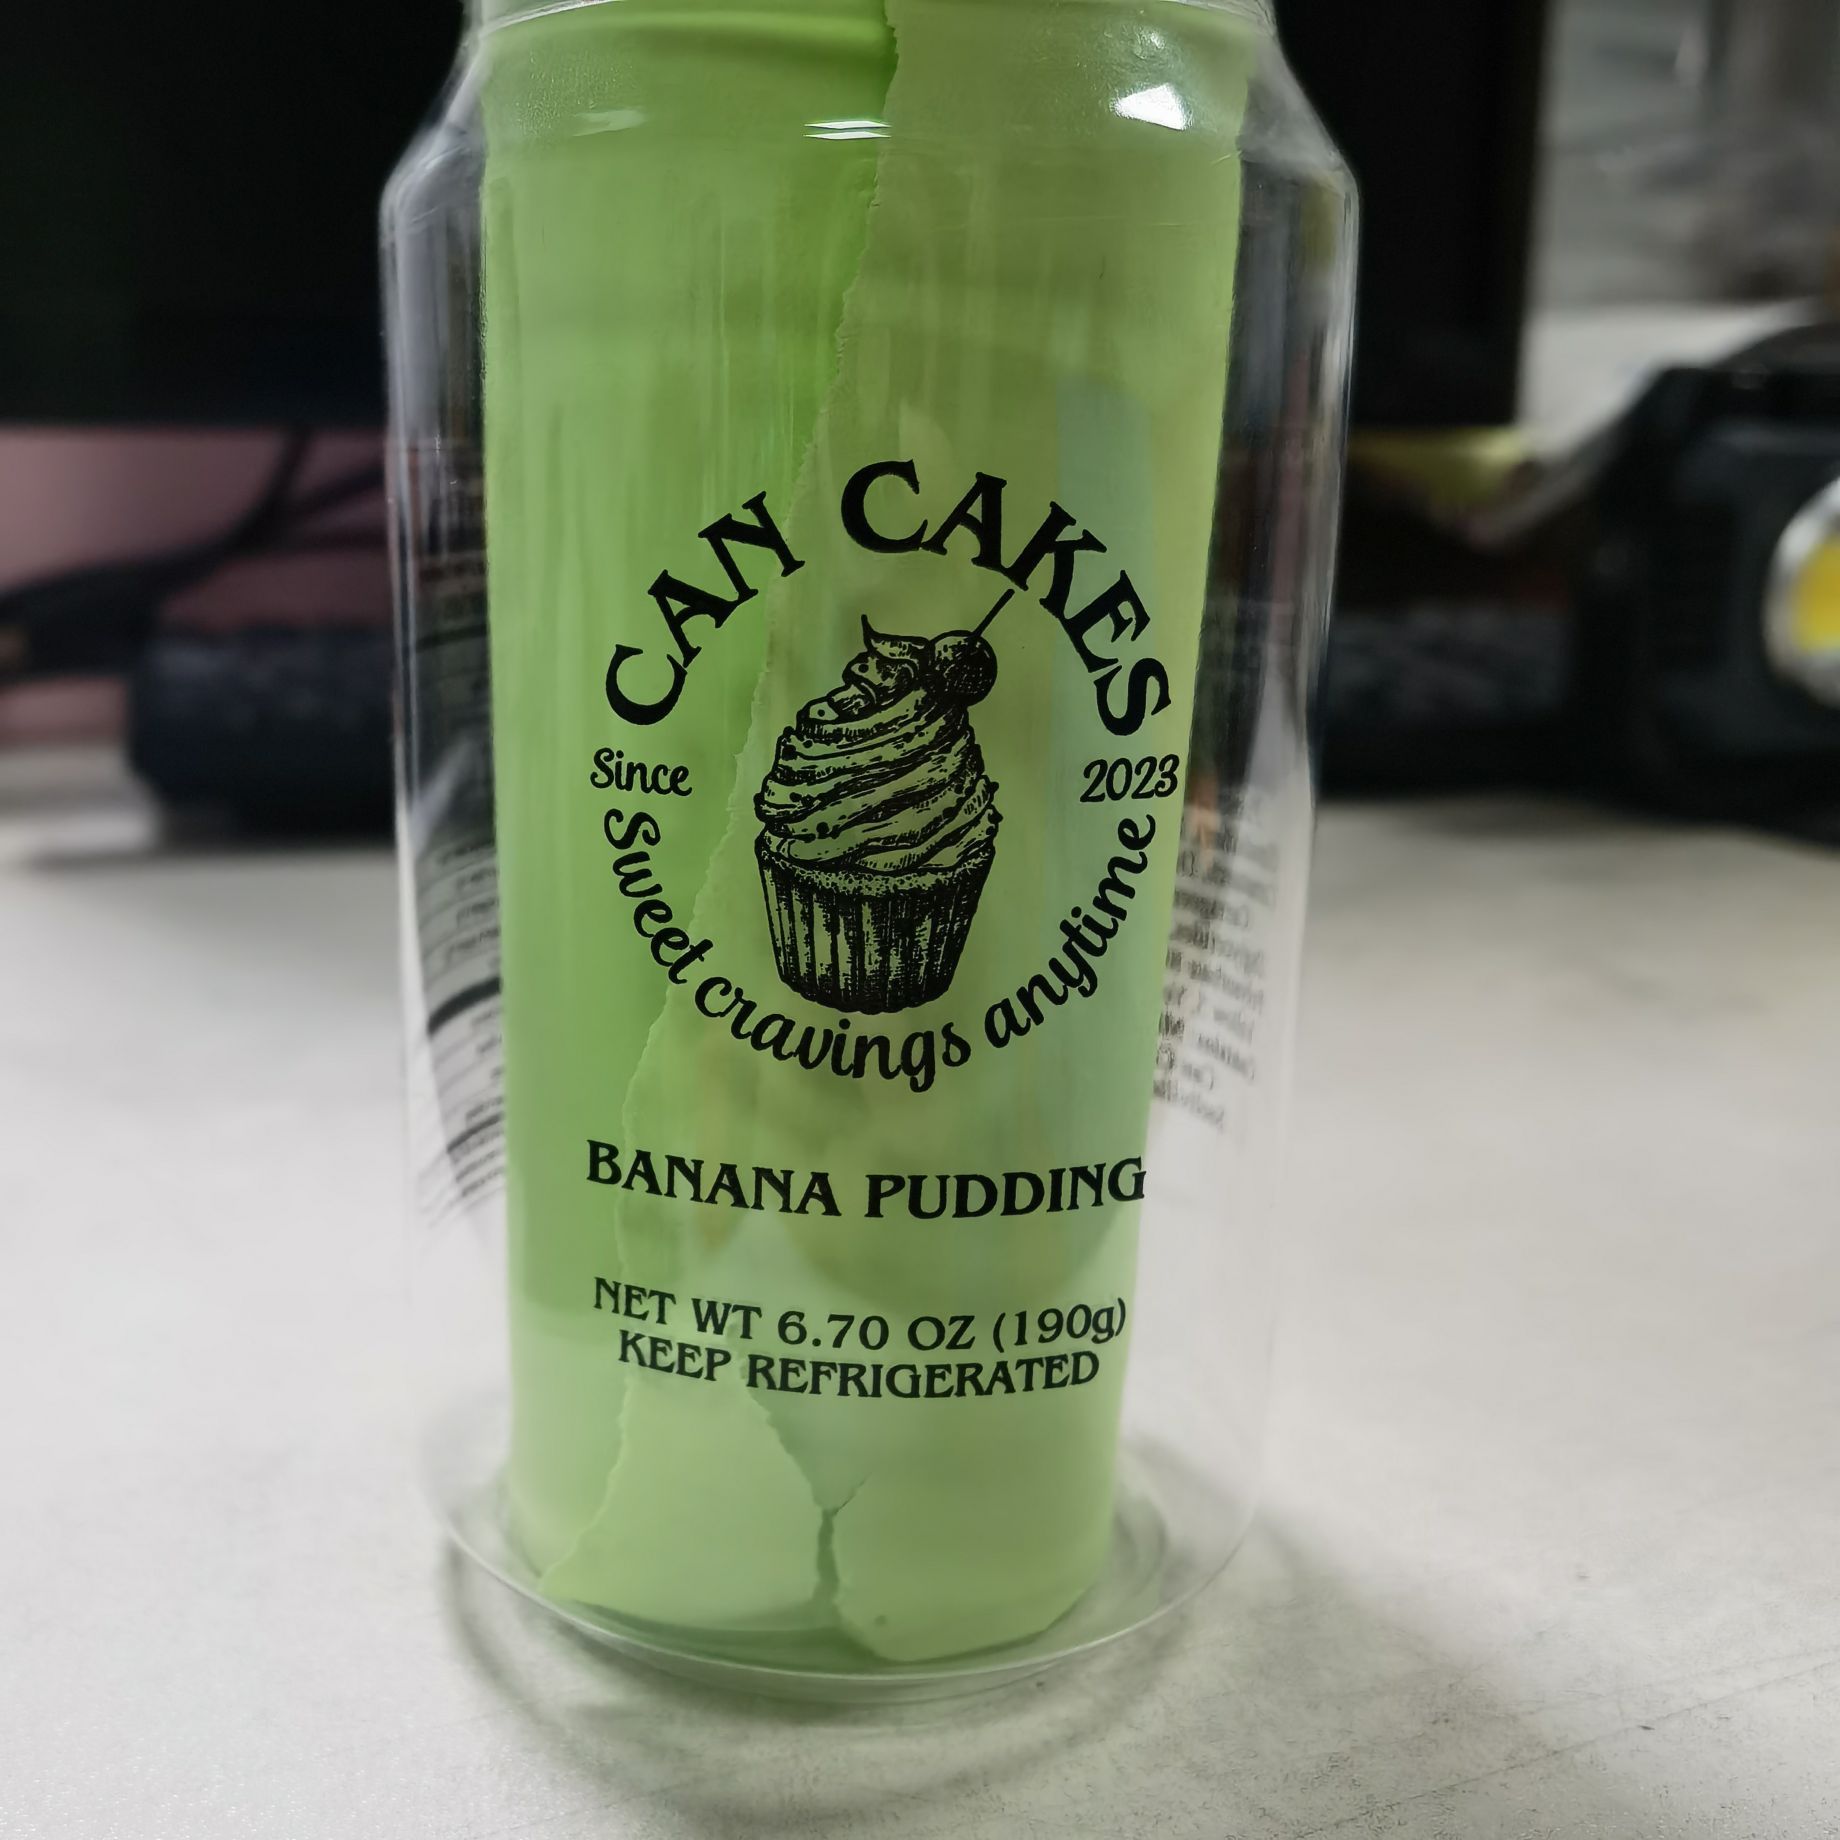 CAN CAKES
Since 2023
Sweet cravings anytime
BANANA PUDDING
NET WT 6.70 OZ (190g)
KEEP REFRIGERATED